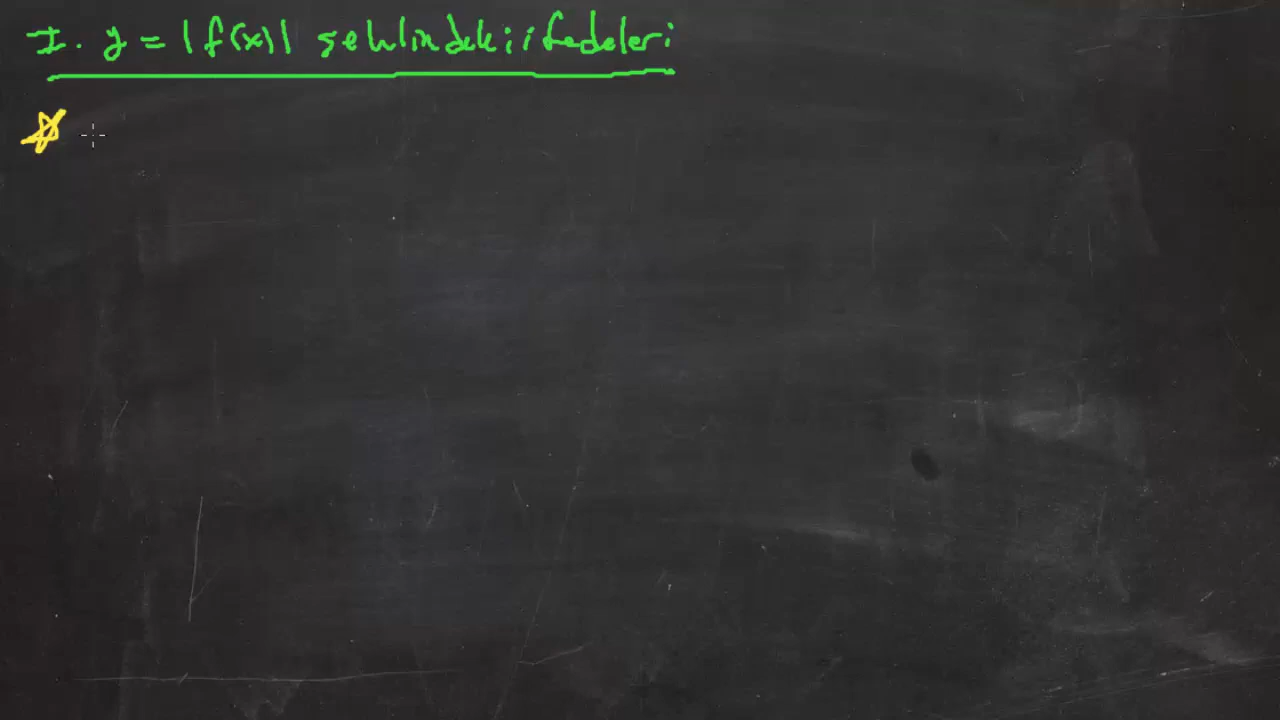 I. y = |f(x)| şeklindeki ifadeleri